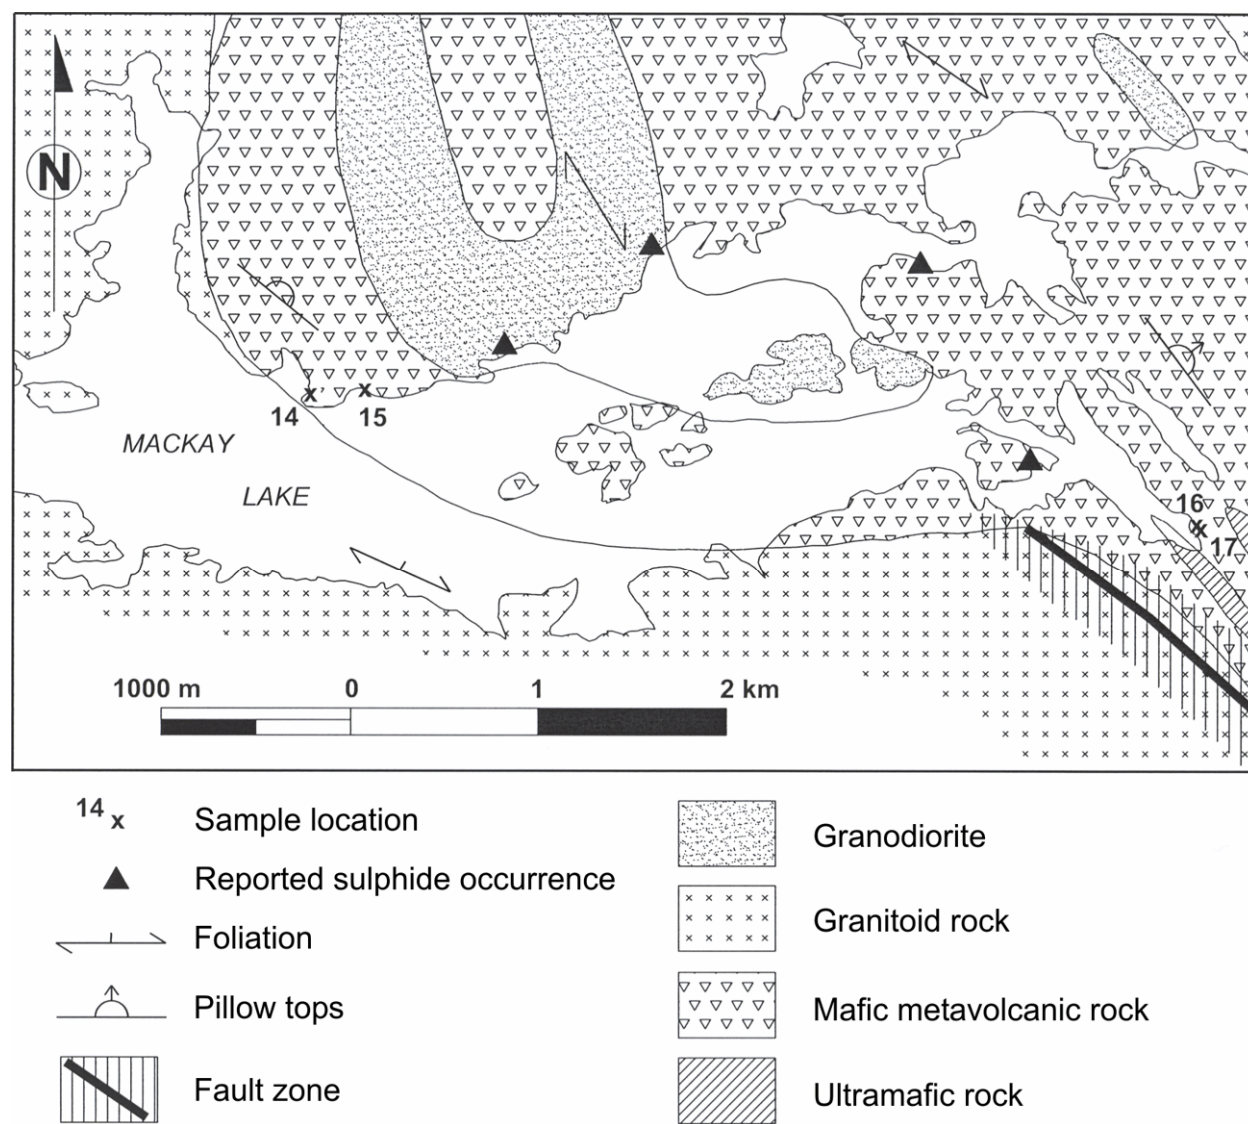 N
14
15
MACKAY
LAKE
16
17
1000 m 0 1 2 km
14 x Sample location
Reported sulphide occurrence
Foliation
Pillow tops
Fault zone
Granodiorite
Granitoid rock
Mafic metavolcanic rock
Ultramafic rock